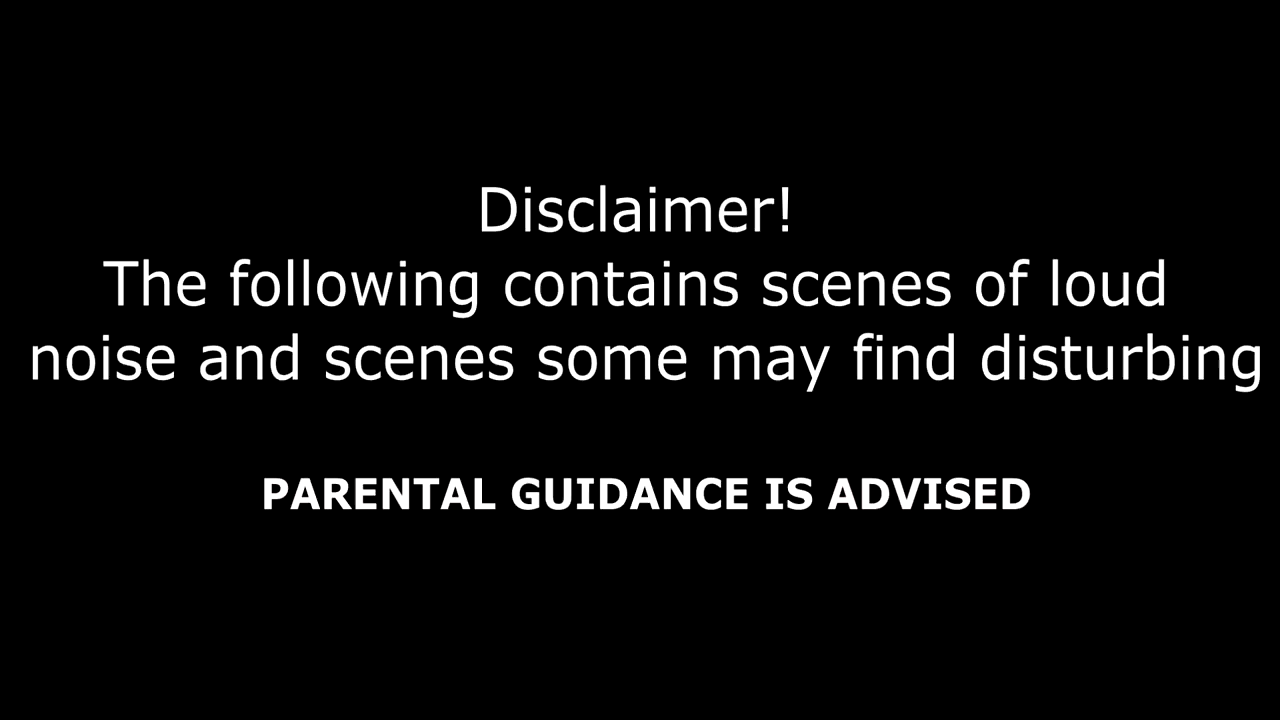 Disclaimer!
The following contains scenes of loud
noise and scenes some may find disturbing
PARENTAL GUIDANCE IS ADVISED